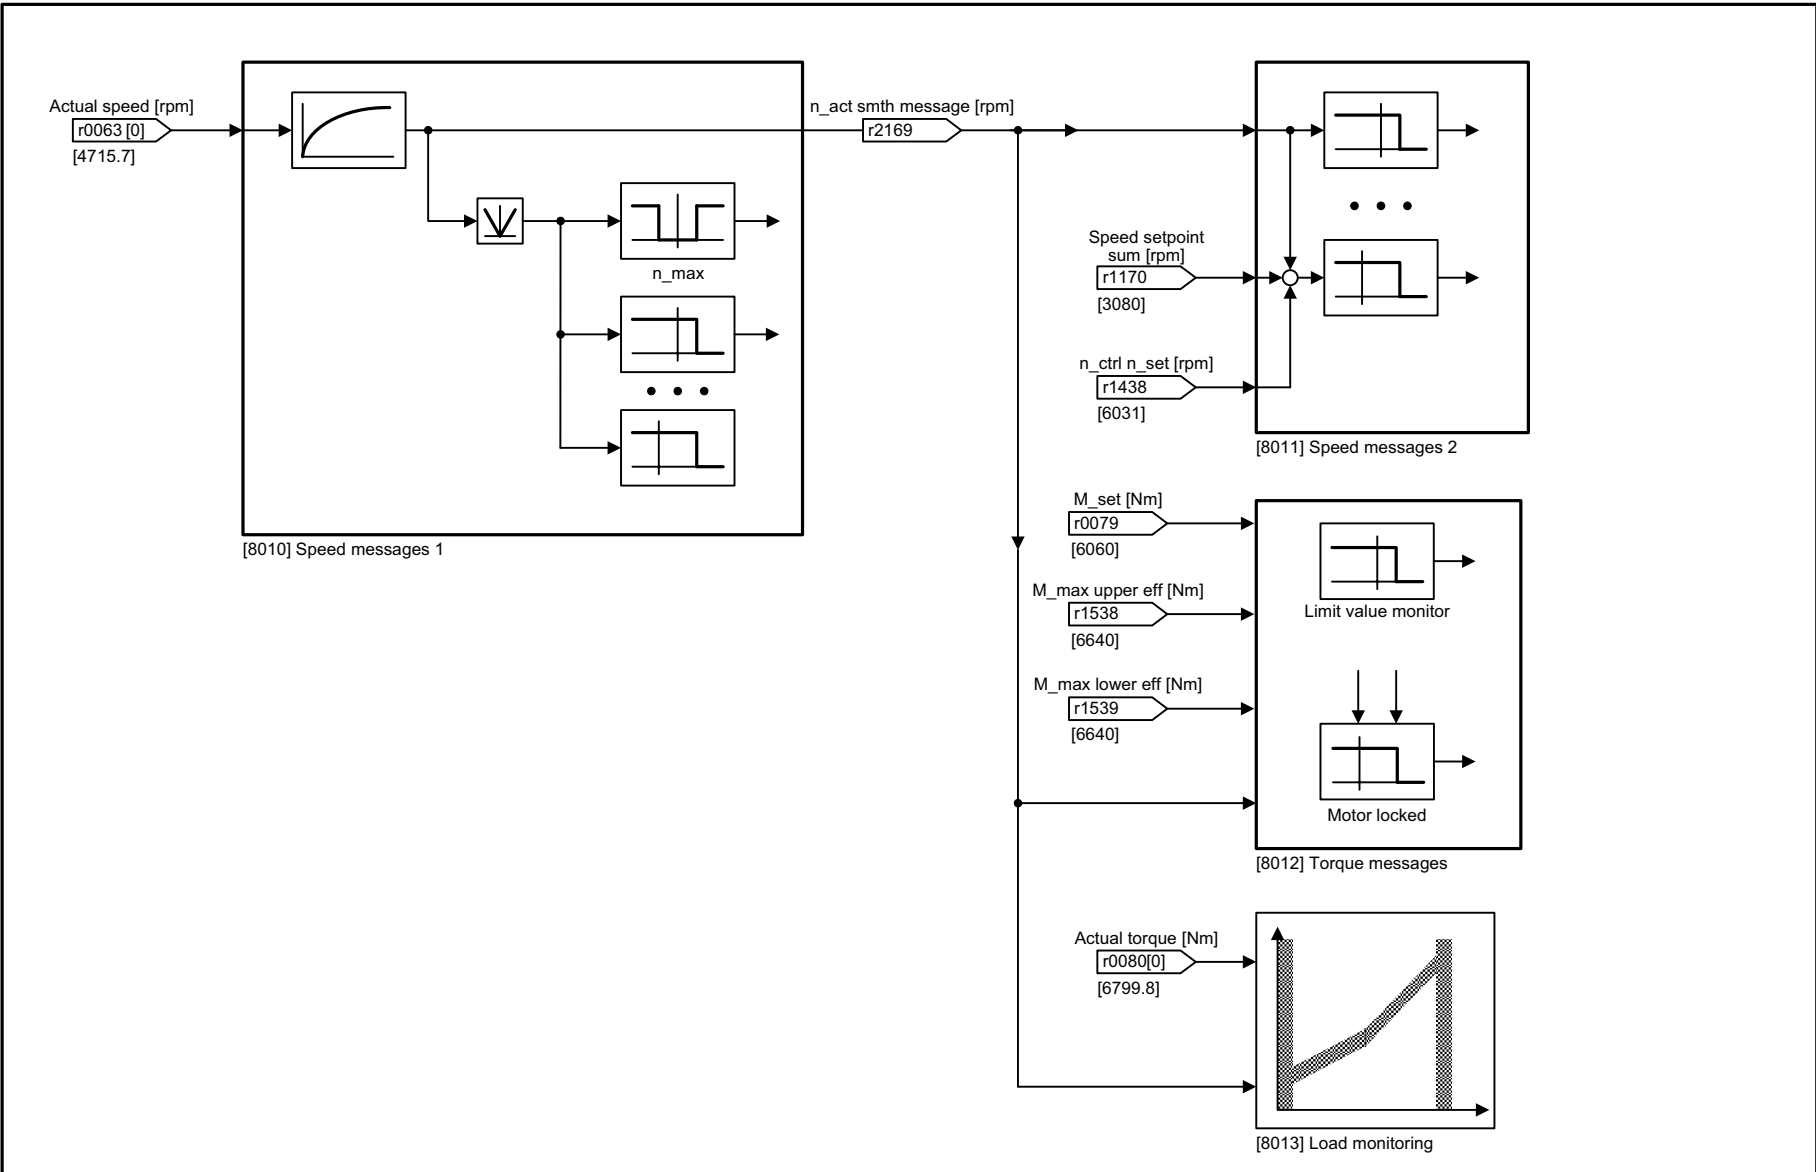 Actual speed [rpm]
r0063 [0]
[4715.7]
n_max
[8010] Speed messages 1
n_act smth message [rpm]
r2169
Speed setpoint
sum [rpm]
r1170
[3080]
n_ctrl n_set [rpm]
r1438
[6031]
[8011] Speed messages 2
M_set [Nm]
r0079
[6060]
M_max upper eff [Nm]
r1538
[6640]
M_max lower eff [Nm]
r1539
[6640]
Limit value monitor
Motor locked
[8012] Torque messages
Actual torque [Nm]
r0080[0]
[6799.8]
[8013] Load monitoring